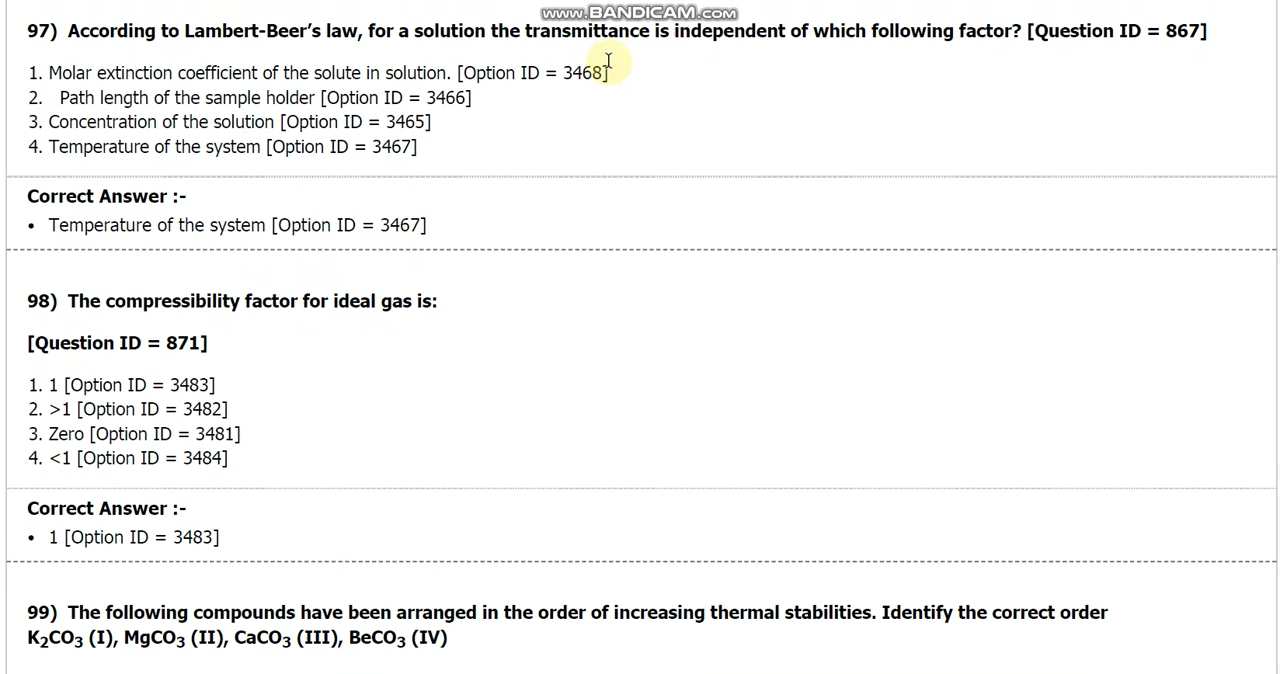 www.BANDICAM.com
97) According to Lambert-Beer's law, for a solution the transmittance is independent of which following factor? [Question ID = 867]
1. Molar extinction coefficient of the solute in solution. [Option ID = 3468]
2. Path length of the sample holder [Option ID = 3466]
3. Concentration of the solution [Option ID = 3465]
4. Temperature of the system [Option ID = 3467]
Correct Answer :-
• Temperature of the system [Option ID = 3467]
98) The compressibility factor for ideal gas is:
[Question ID = 871]
1. 1 [Option ID = 3483]
2. >1 [Option ID = 3482]
3. Zero [Option ID = 3481]
4. <1 [Option ID = 3484]
Correct Answer :-
• 1 [Option ID = 3483]
99) The following compounds have been arranged in the order of increasing thermal stabilities. Identify the correct order
K₂CO₃ (I), MgCO₃ (II), CaCO₃ (III), BeCO₃ (IV)